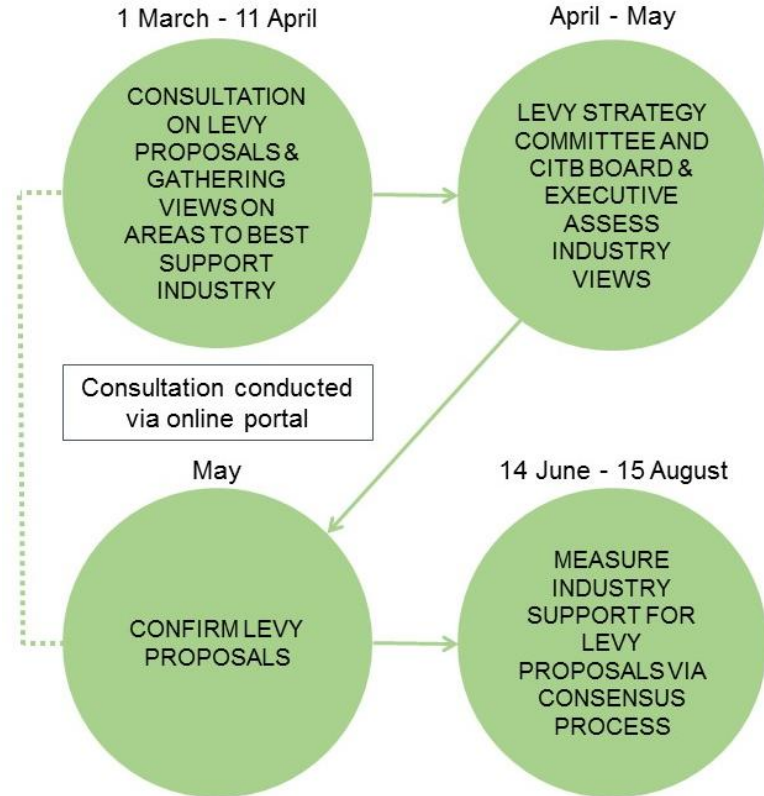 1 March - 11 April
CONSULTATION
ON LEVY
PROPOSALS &
GATHERING
VIEWS ON
AREAS TO BEST
SUPPORT
INDUSTRY
April - May
LEVY STRATEGY
COMMITTEE AND
CITB BOARD &
EXECUTIVE
ASSESS
INDUSTRY
VIEWS
Consultation conducted
via online portal
May
CONFIRM LEVY
PROPOSALS
14 June - 15 August
MEASURE
INDUSTRY
SUPPORT FOR
LEVY
PROPOSALS VIA
CONSENSUS
PROCESS